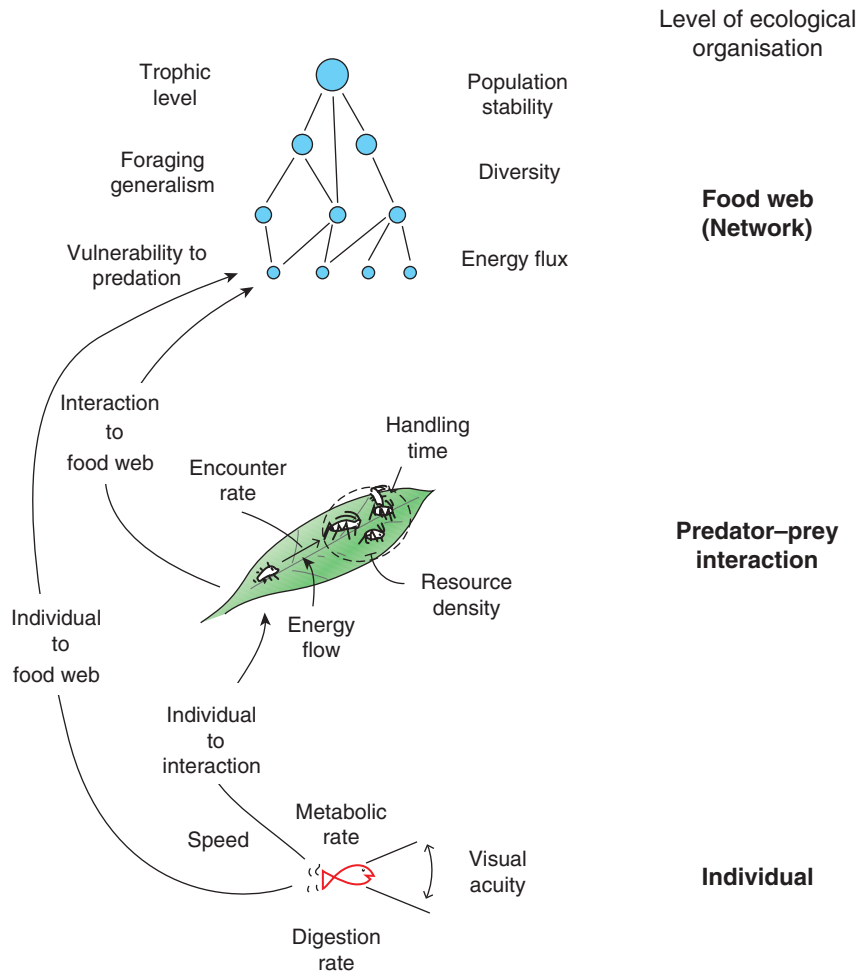 Level of ecological
organisation
Trophic
level
Population
stability
Foraging
generalism
Diversity
Food web
(Network)
Vulnerability to
predation
Energy flux
Interaction
to
food web
Handling
time
Encounter
rate
Predator–prey
interaction
Resource
density
Energy
flow
Individual
to
food web
Individual
to
interaction
Metabolic
rate
Speed
Visual
acuity
Individual
Digestion
rate